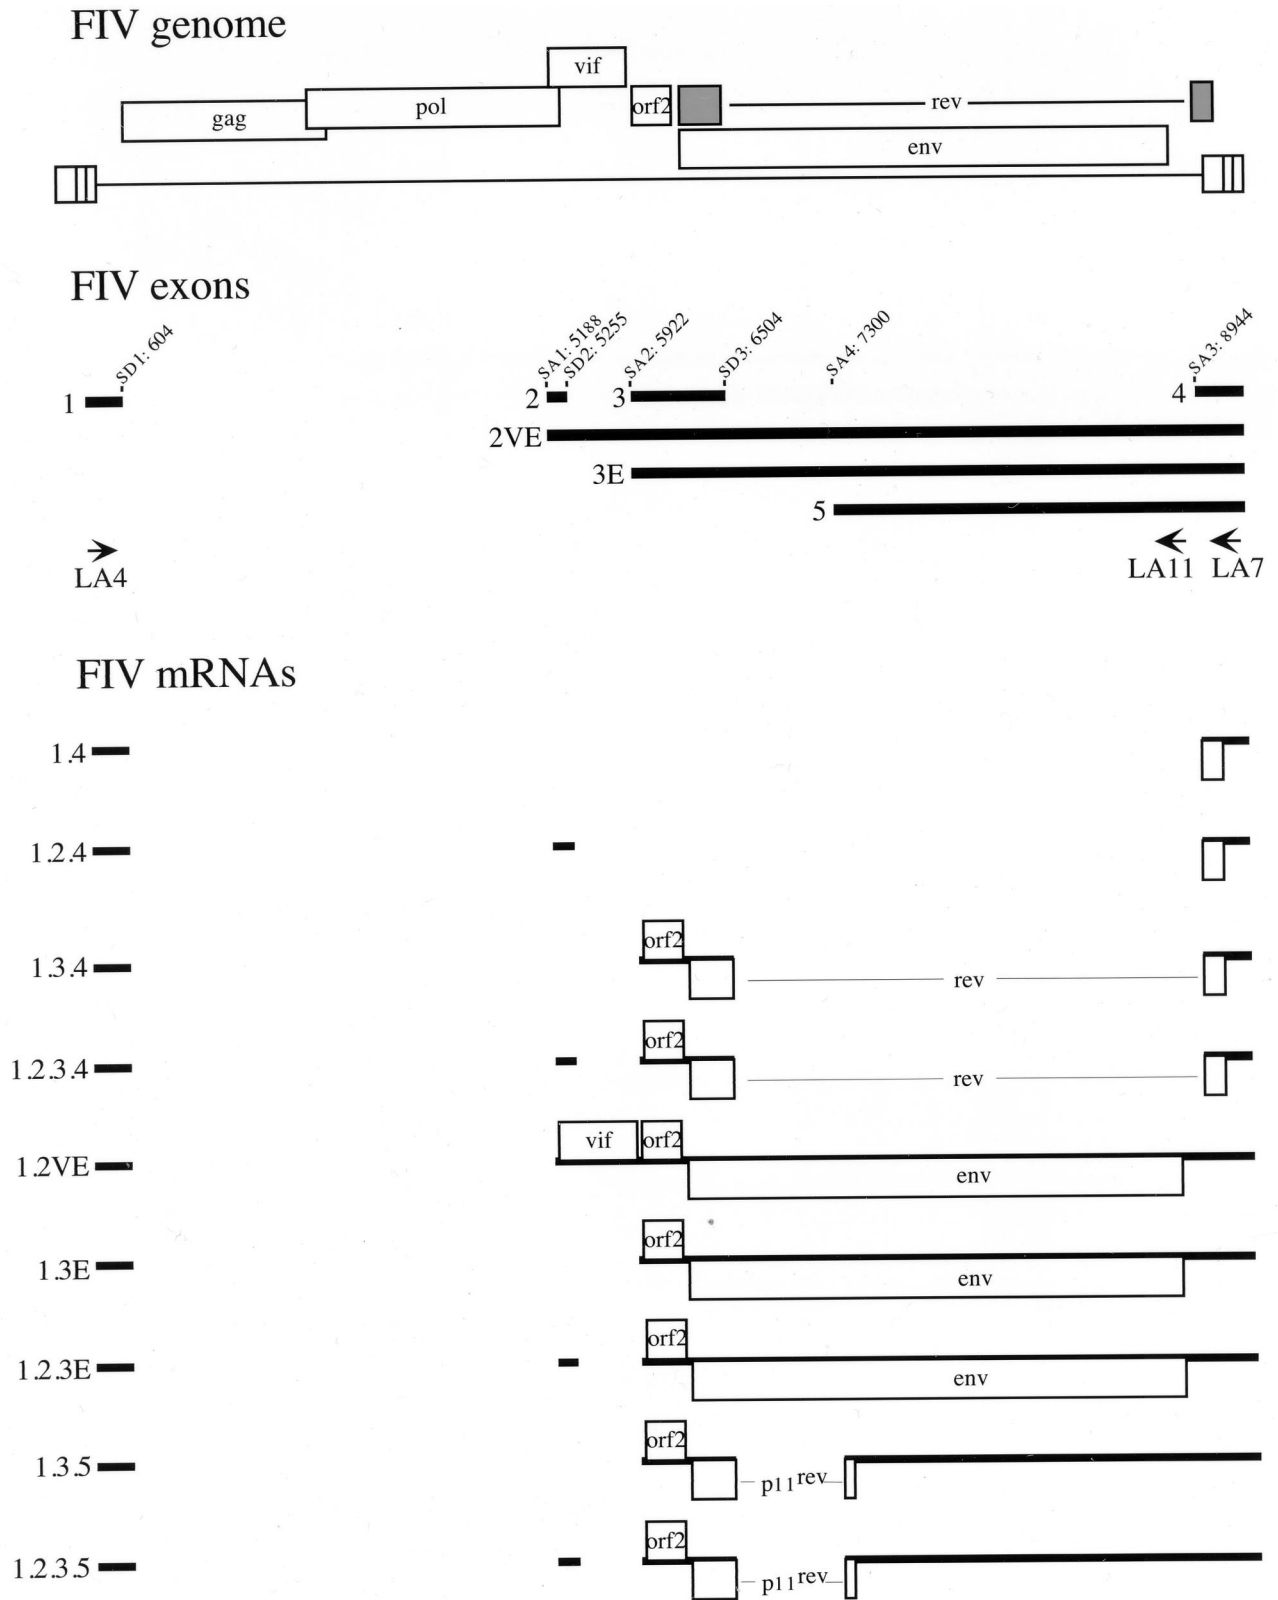 FIV genome
vif
gag
pol
orf2
rev
env
FIV exons
SD1: 604
SA1: 5188
SD2: 5255
SA2: 5922
SD3: 6504
SA4: 7300
SA3: 8944
1
2
3
4
2VE
3E
5
LA4
LA11
LA7
FIV mRNAs
1.4
1.2.4
orf2
1.3.4
rev
orf2
1.2.3.4
rev
vif
orf2
1.2VE
env
orf2
1.3E
env
orf2
1.2.3E
env
orf2
1.3.5
p11rev
orf2
1.2.3.5
p11rev